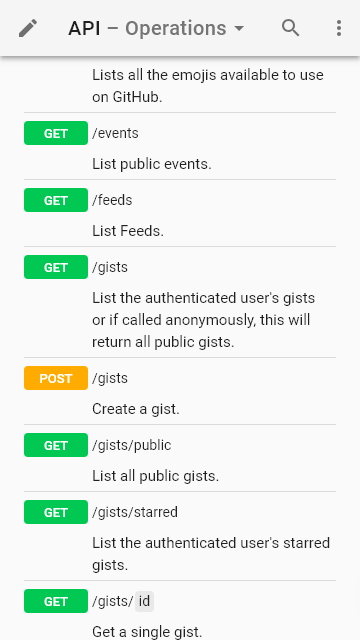 API – Operations
Lists all the emojis available to use
on GitHub.
GET /events
List public events.
GET /feeds
List Feeds.
GET /gists
List the authenticated user's gists
or if called anonymously, this will
return all public gists.
POST /gists
Create a gist.
GET /gists/public
List all public gists.
GET /gists/starred
List the authenticated user's starred
gists.
GET /gists/ id
Get a single gist.